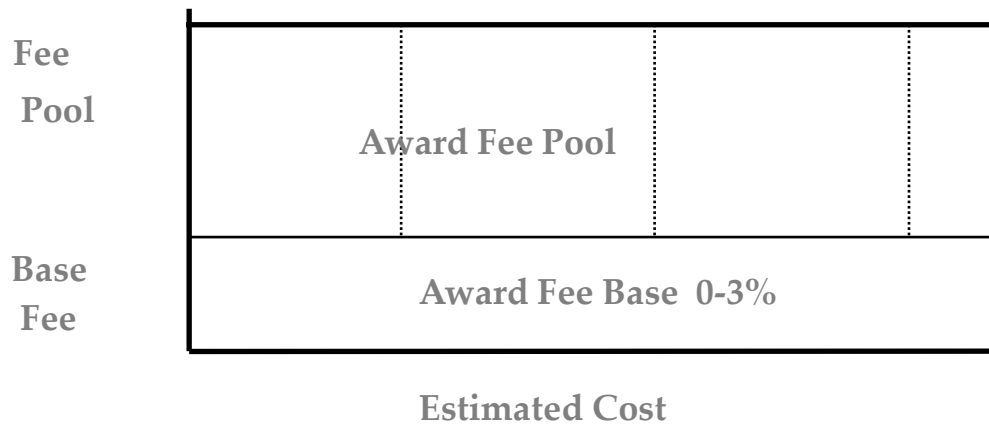 Fee
Pool
Award Fee Pool
Base
Fee
Award Fee Base 0-3%
Estimated Cost